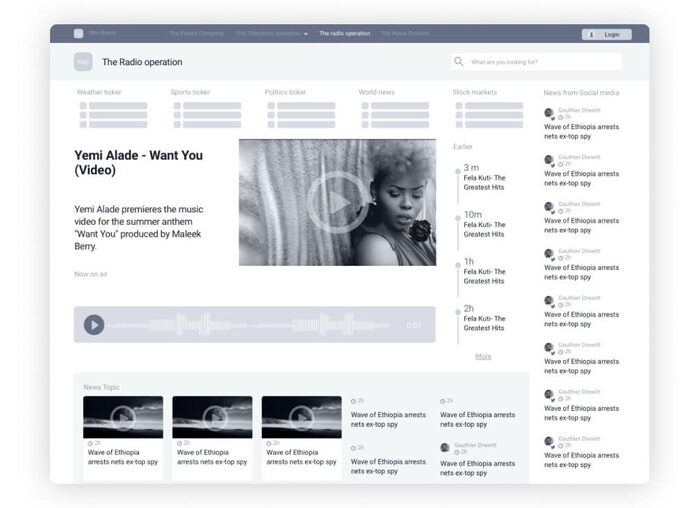 The Parent Company
The Television operation
The radio operation
The News Division
Login
The Radio operation
What are you looking for?
Weather ticker
Sports ticker
Politics ticker
World news
Stock markets
News from Social media
Yemi Alade - Want You
(Video)
Yemi Alade premieres the music
video for the summer anthem
"Want You" produced by Maleek
Berry.
Now on air
0:07
Earlier
3 m
Fela Kuti- The
Greatest Hits
10m
Fela Kuti- The
Greatest Hits
1h
Fela Kuti- The
Greatest Hits
2h
Fela Kuti- The
Greatest Hits
More
Gauthier Drewitt
2h
Wave of Ethiopia arrests
nets ex-top spy
Gauthier Drewitt
2h
Wave of Ethiopia arrests
nets ex-top spy
Gauthier Drewitt
2h
Wave of Ethiopia arrests
nets ex-top spy
Gauthier Drewitt
2h
Wave of Ethiopia arrests
nets ex-top spy
Gauthier Drewitt
2h
Wave of Ethiopia arrests
nets ex-top spy
Gauthier Drewitt
2h
Wave of Ethiopia arrests
nets ex-top spy
Gauthier Drewitt
2h
Wave of Ethiopia arrests
nets ex-top spy
Gauthier Drewitt
2h
Wave of Ethiopia arrests
nets ex-top spy
News Topic
2h
Wave of Ethiopia
arrests nets ex-top spy
2h
Wave of Ethiopia
arrests nets ex-top spy
2h
Wave of Ethiopia
arrests nets ex-top spy
2h
Wave of Ethiopia arrests
nets ex-top spy
2h
Wave of Ethiopia arrests
nets ex-top spy
2h
Wave of Ethiopia arrests
nets ex-top spy
Gauthier Drewitt
2h
Wave of Ethiopia arrests
nets ex-top spy